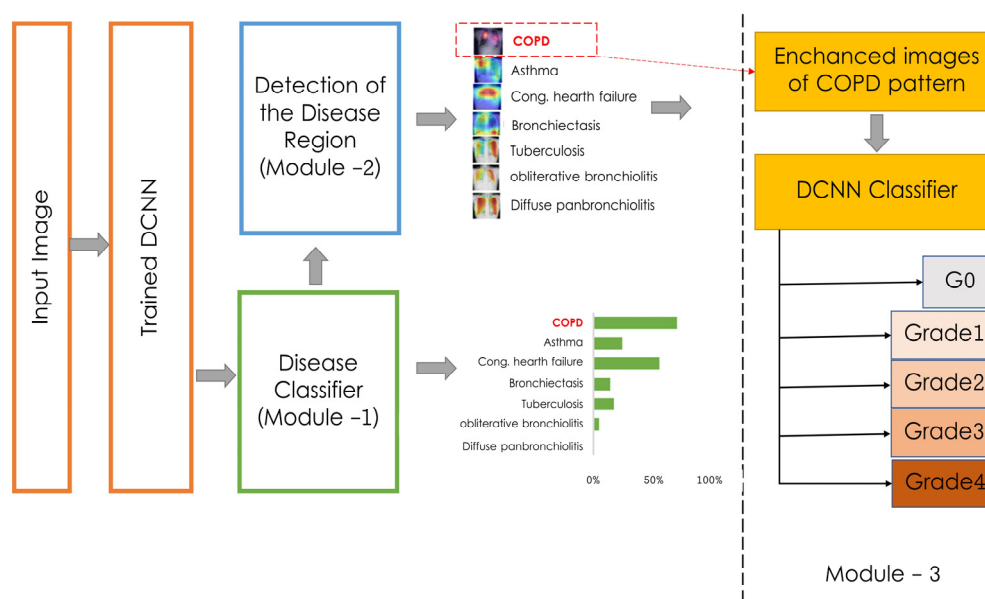 Input Image
Trained DCNN
Detection of
the Disease
Region
(Module -2)
Disease
Classifier
(Module -1)
COPD
Asthma
Cong. hearth failure
Bronchiectasis
Tuberculosis
obliterative bronchiolitis
Diffuse panbronchiolitis
COPD
Asthma
Cong. hearth failure
Bronchiectasis
Tuberculosis
obliterative bronchiolitis
Diffuse panbronchiolitis
0% 50% 100%
Enchanced images
of COPD pattern
DCNN Classifier
G0
Grade1
Grade2
Grade3
Grade4
Module - 3